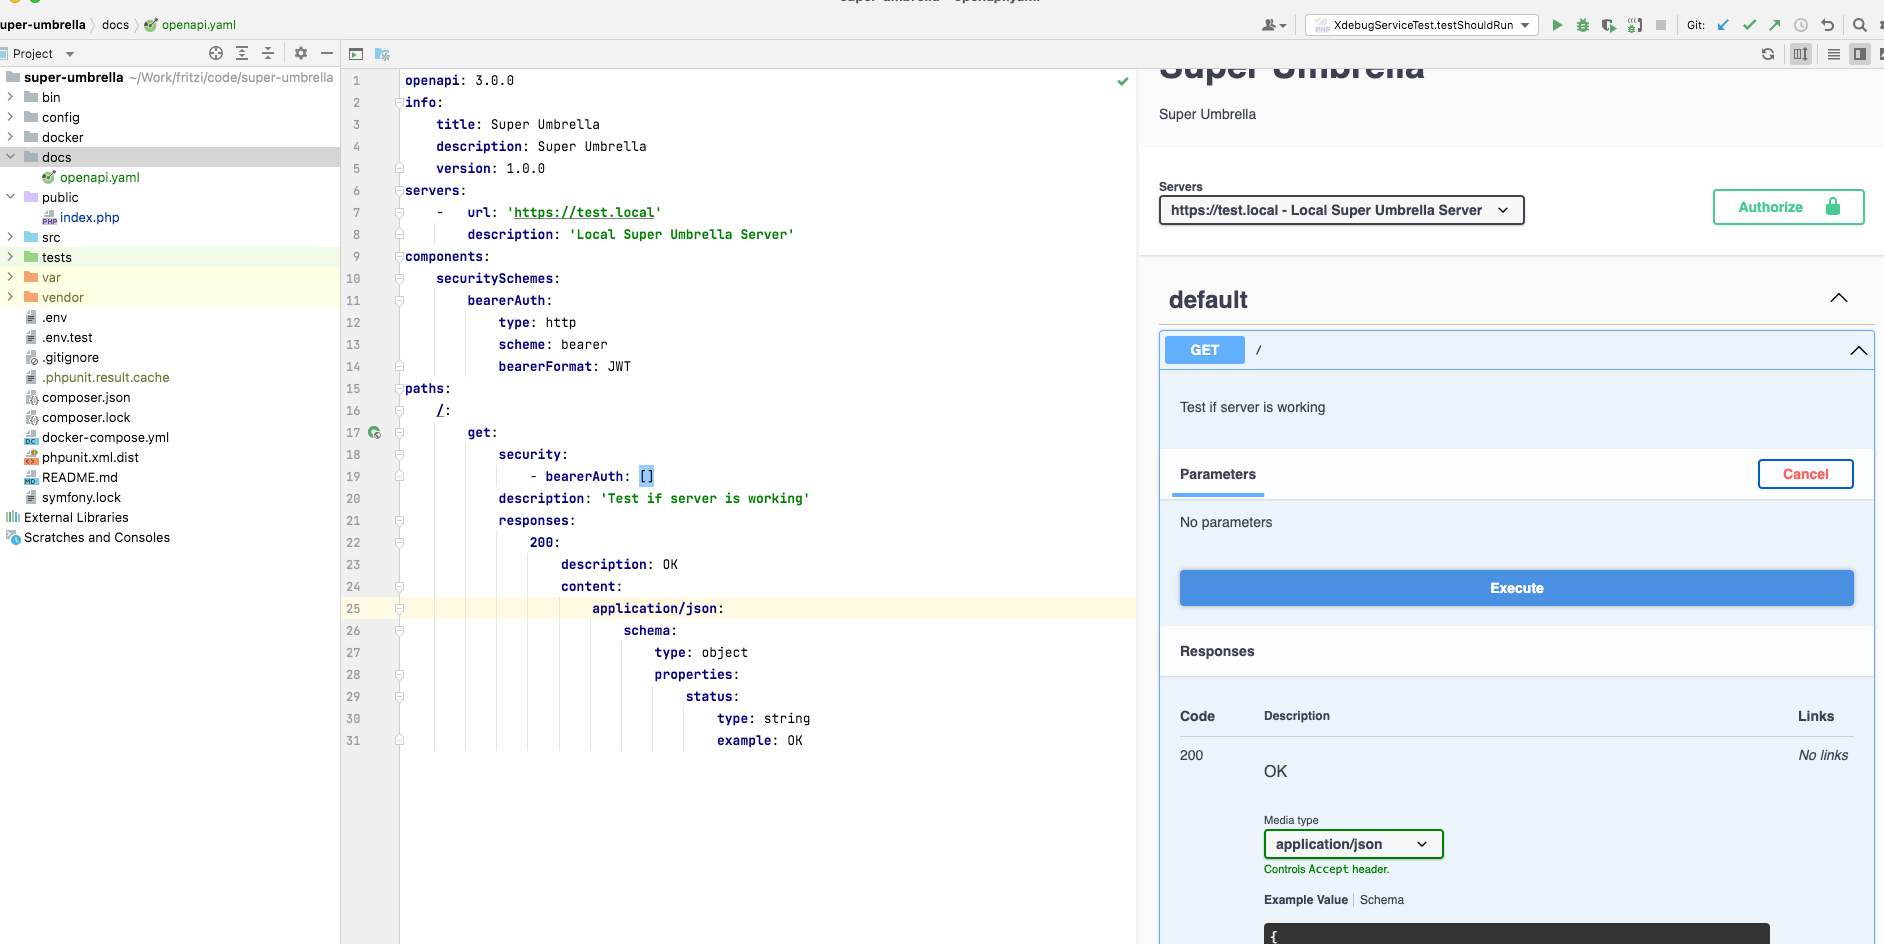 uper-umbrella docs openapi.yaml
XdebugServiceTest.testShouldRun Git:
Project
super-umbrella ~/Work/fritzi/code/super-umbrella
bin
config
docker
docs
openapi.yaml
public
index.php
src
tests
var
vendor
.env
.env.test
.gitignore
.phpunit.result.cache
composer.json
composer.lock
docker-compose.yml
phpunit.xml.dist
README.md
symfony.lock
External Libraries
Scratches and Consoles
1 openapi: 3.0.0
2 info:
3 title: Super Umbrella
4 description: Super Umbrella
5 version: 1.0.0
6 servers:
7 - url: 'https://test.local'
8 description: 'Local Super Umbrella Server'
9 components:
10 securitySchemes:
11 bearerAuth:
12 type: http
13 scheme: bearer
14 bearerFormat: JWT
15 paths:
16 /:
17 get:
18 security:
19 - bearerAuth: []
20 description: 'Test if server is working'
21 responses:
22 200:
23 description: OK
24 content:
25 application/json:
26 schema:
27 type: object
28 properties:
29 status:
30 type: string
31 example: OK
Super Umbrella
Super Umbrella
Servers
https://test.local - Local Super Umbrella Server
Authorize
default
GET /
Test if server is working
Parameters
Cancel
No parameters
Execute
Responses
Code Description Links
200 OK No links
Media type
application/json
Controls Accept header.
Example Value Schema
{